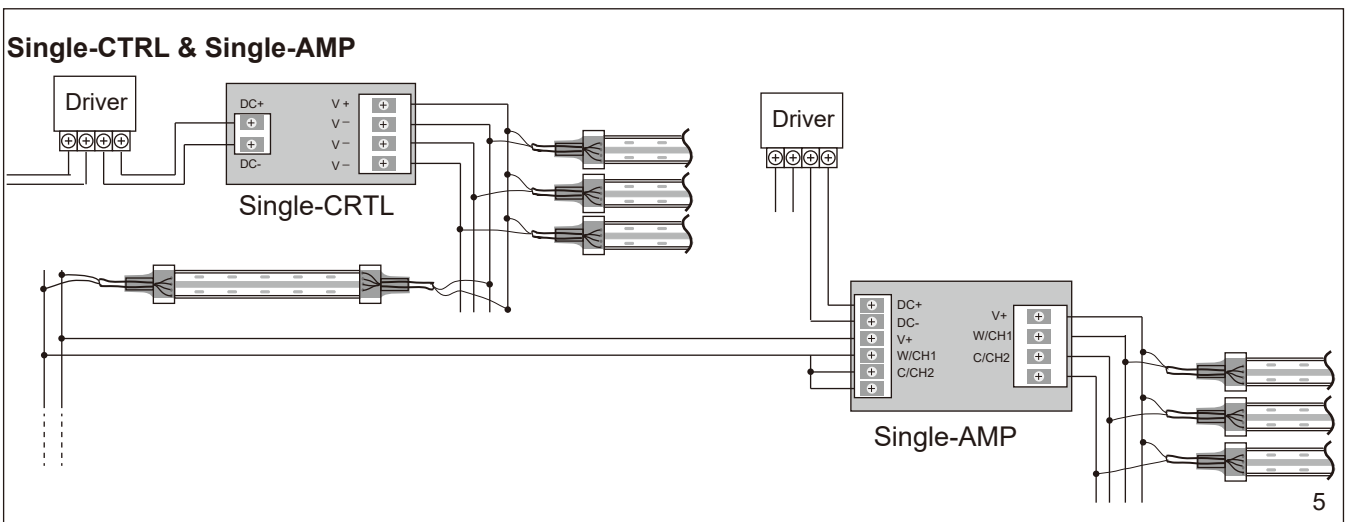 Single-CTRL & Single-AMP
Driver
DC+
DC-
V +
V –
V –
V –
Single-CRTL
Driver
DC+
DC-
V+
W/CH1
C/CH2
V+
W/CH1
C/CH2
Single-AMP
5